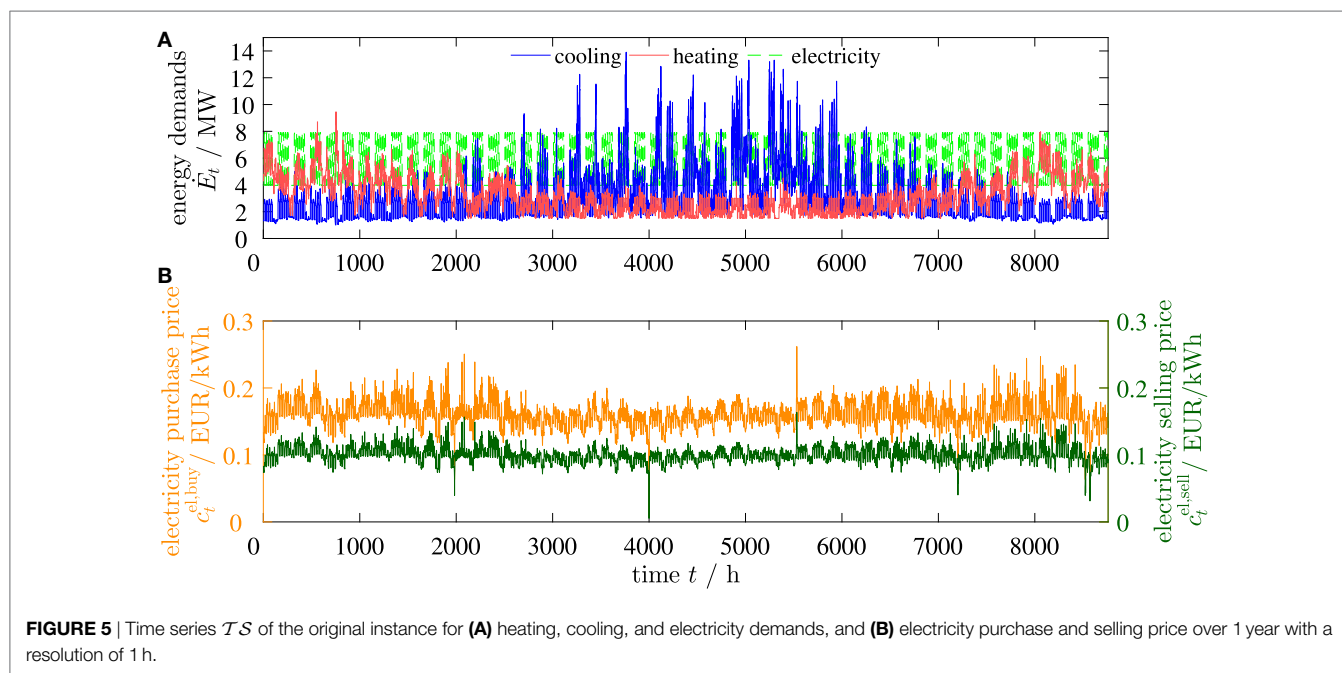 A
energy demands
Ė_t / MW
14
12
10
8
6
4
2
0
cooling heating electricity
0 1000 2000 3000 4000 5000 6000 7000 8000
B
electricity purchase price
c_t^{el,buy} / EUR/kWh
0.3
0.2
0.1
0
0.3
0.2
0.1
0
electricity selling price
c_t^{el,sell} / EUR/kWh
0 1000 2000 3000 4000 5000 6000 7000 8000
time t / h
FIGURE 5 | Time series 𝒯𝒮 of the original instance for (A) heating, cooling, and electricity demands, and (B) electricity purchase and selling price over 1 year with a
resolution of 1 h.